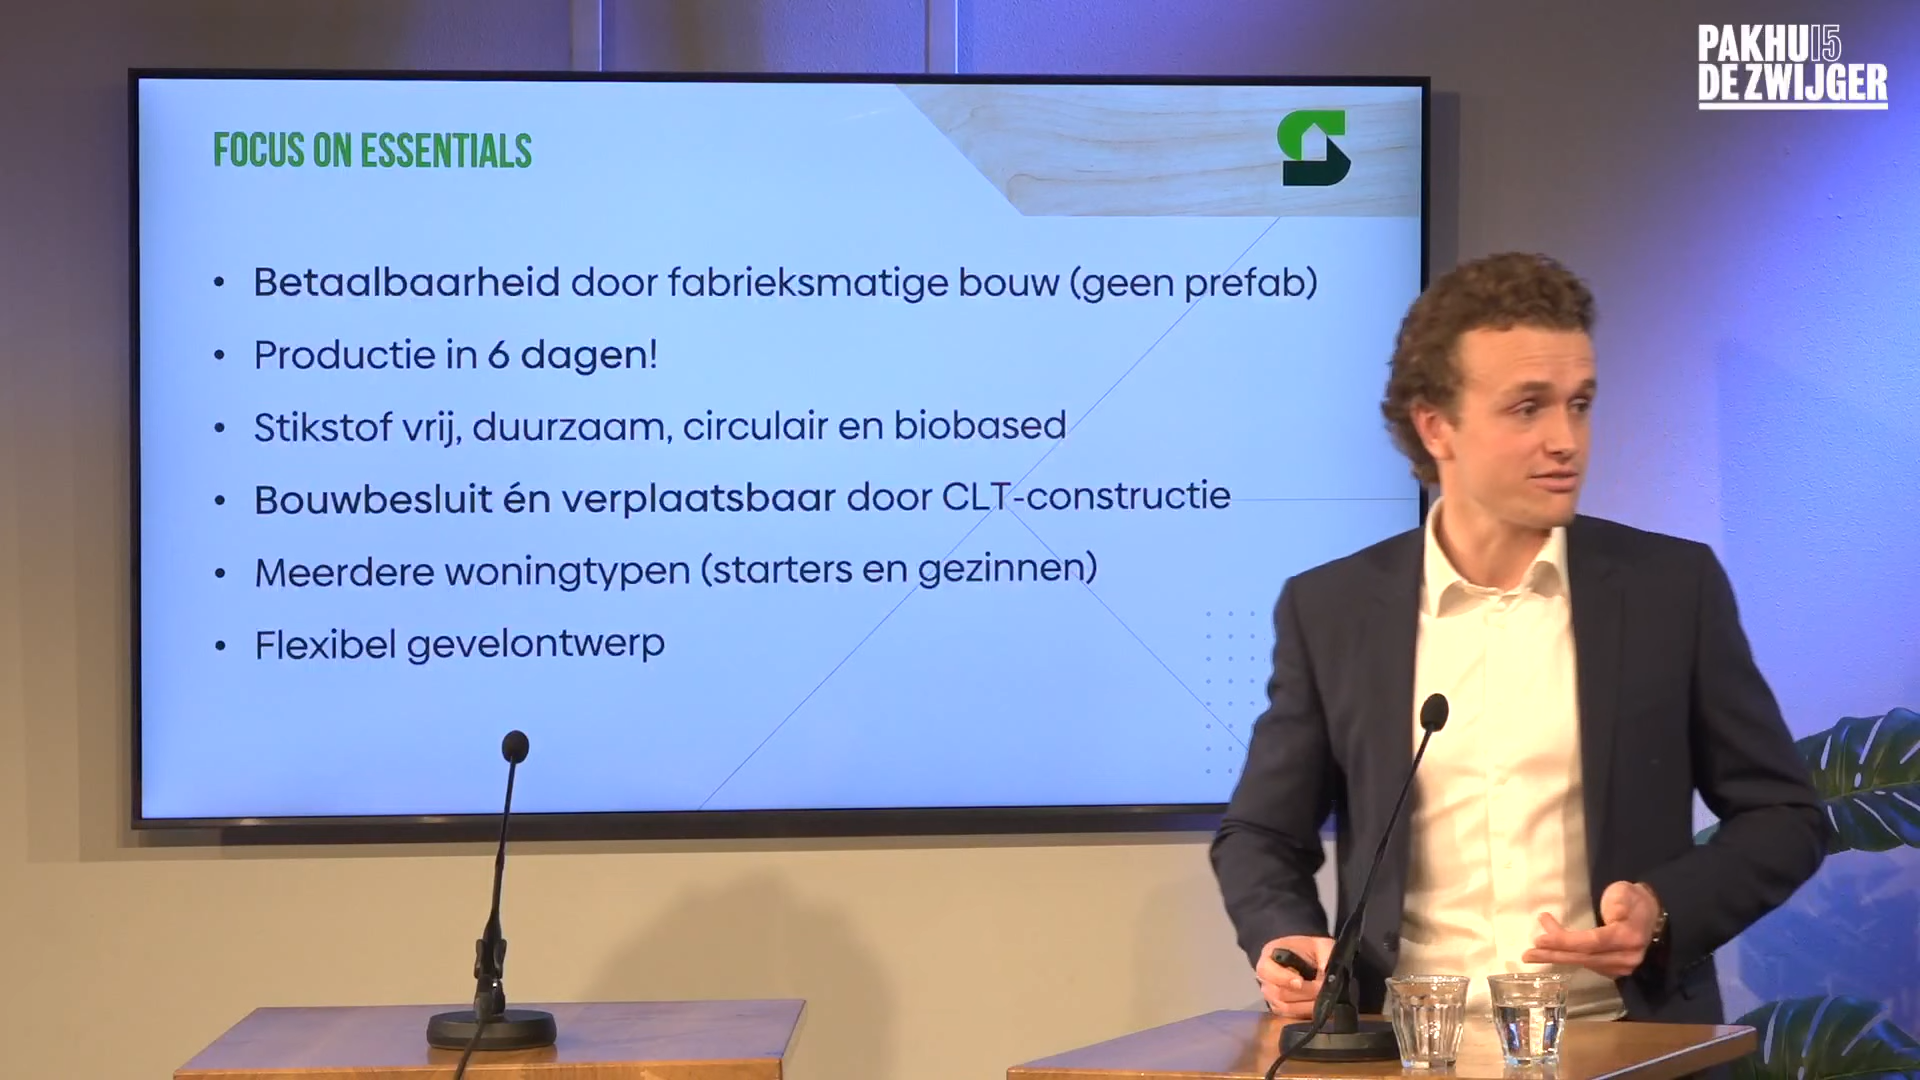 PAKHU15
DE ZWIJGER
FOCUS ON ESSENTIALS
• Betaalbaarheid door fabrieksmatige bouw (geen prefab)
• Productie in 6 dagen!
• Stikstof vrij, duurzaam, circulair en biobased
• Bouwbesluit én verplaatsbaar door CLT-constructie
• Meerdere woningtypen (starters en gezinnen)
• Flexibel gevelontwerp